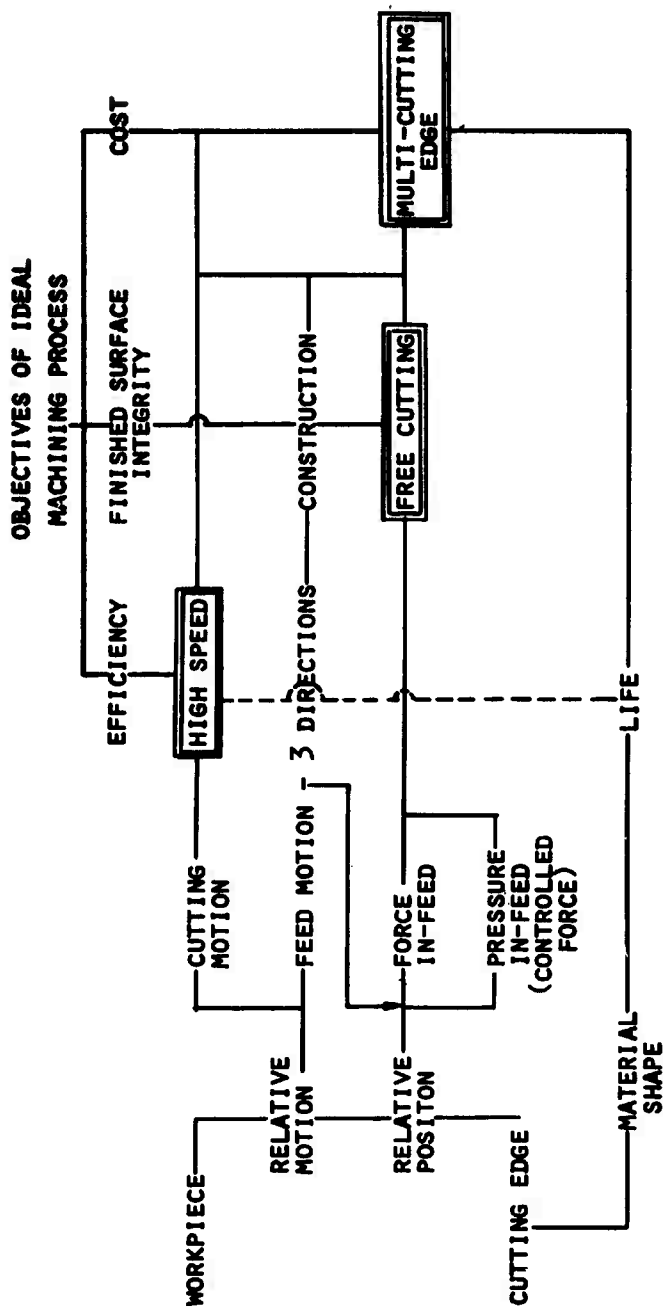 OBJECTIVES OF IDEAL
MACHINING PROCESS
EFFICIENCY
FINISHED SURFACE
INTEGRITY
COST
WORKPIECE
CUTTING
MOTION
HIGH SPEED
RELATIVE
MOTION
FEED MOTION - 3 DIRECTIONS
CONSTRUCTION
RELATIVE
POSITON
FORCE
IN-FEED
FREE CUTTING
MULTI-CUTTING
EDGE
PRESSURE
IN-FEED
(CONTROLLED
FORCE)
CUTTING EDGE
MATERIAL
SHAPE
LIFE